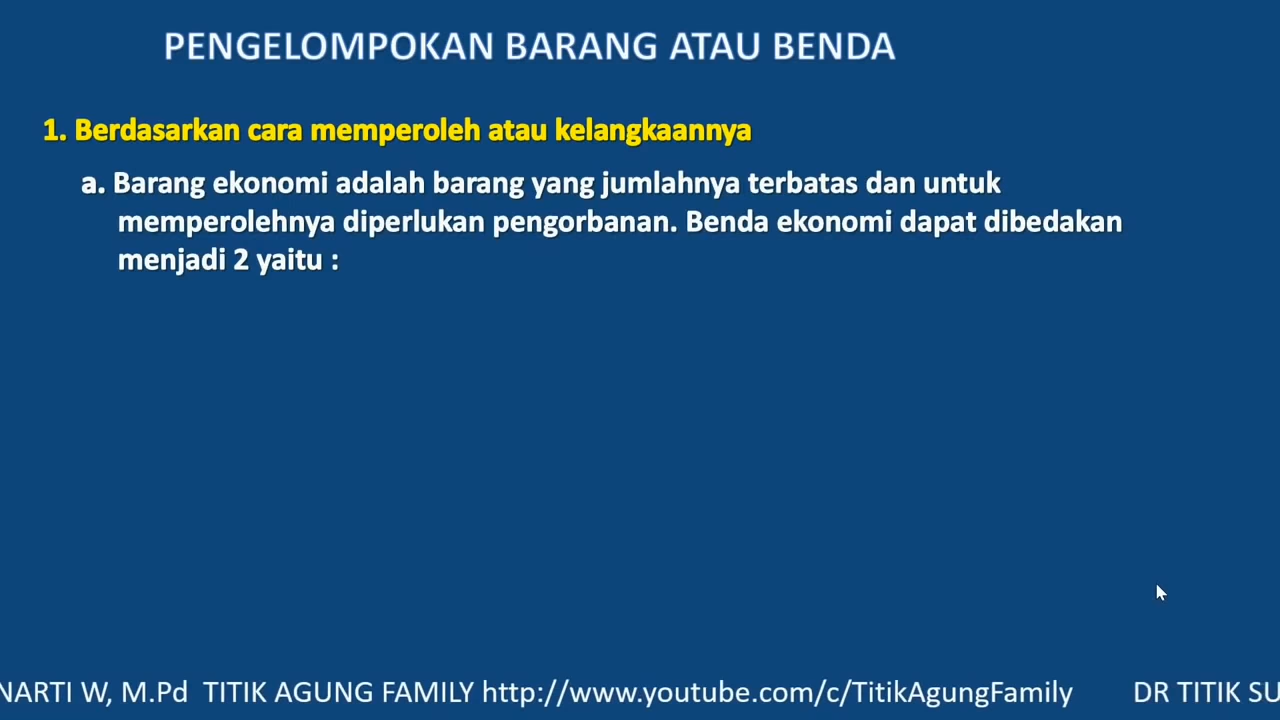 PENGELOMPOKAN BARANG ATAU BENDA
1. Berdasarkan cara memperoleh atau kelangkaannya
a. Barang ekonomi adalah barang yang jumlahnya terbatas dan untuk
memperolehnya diperlukan pengorbanan. Benda ekonomi dapat dibedakan
menjadi 2 yaitu :
NARTI W, M.Pd TITIK AGUNG FAMILY http://www.youtube.com/c/TitikAgungFamily DR TITIK SU